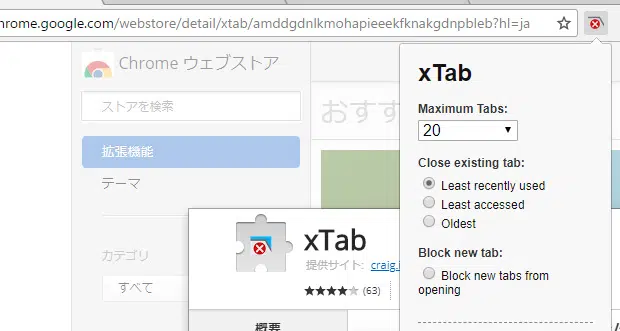 hrome.google.com/webstore/detail/xtab/amddgdnlkmohapieeekfknakgdnpbleb?hl=ja
Chrome ウェブストア
ストアを検索
拡張機能
テーマ
カテゴリ
すべて
おすす
xTab
提供サイト: craig.i
(63)
概要
xTab
Maximum Tabs:
20
Close existing tab:
Least recently used
Least accessed
Oldest
Block new tab:
Block new tabs from
opening